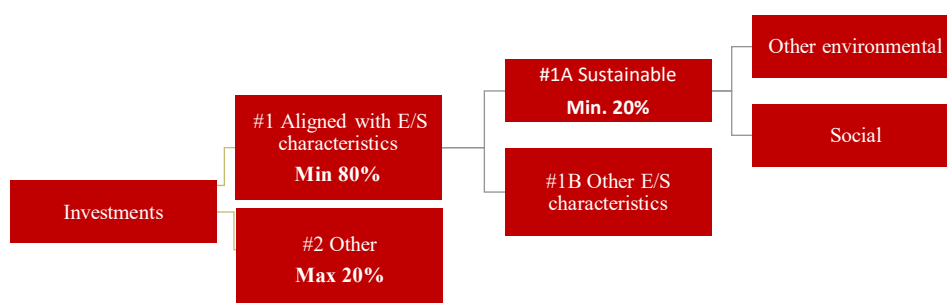 Investments
#1 Aligned with E/S
characteristics
Min 80%
#2 Other
Max 20%
#1A Sustainable
Min. 20%
#1B Other E/S
characteristics
Other environmental
Social